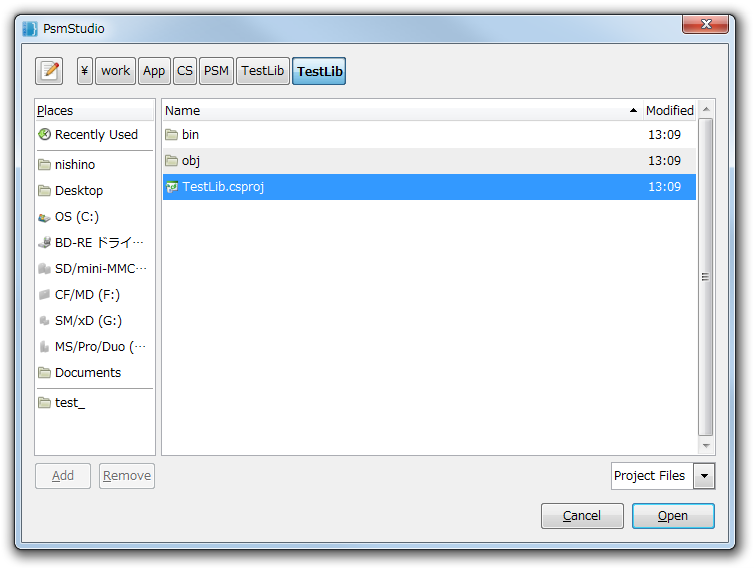 PsmStudio
¥ work App CS PSM TestLib TestLib
Places
Recently Used
nishino
Desktop
OS (C:)
BD-RE ドライ…
SD/mini-MMC…
CF/MD (F:)
SM/xD (G:)
MS/Pro/Duo (…
Documents
test_
Name Modified
bin 13:09
obj 13:09
TestLib.csproj 13:09
Add Remove
Project Files
Cancel Open